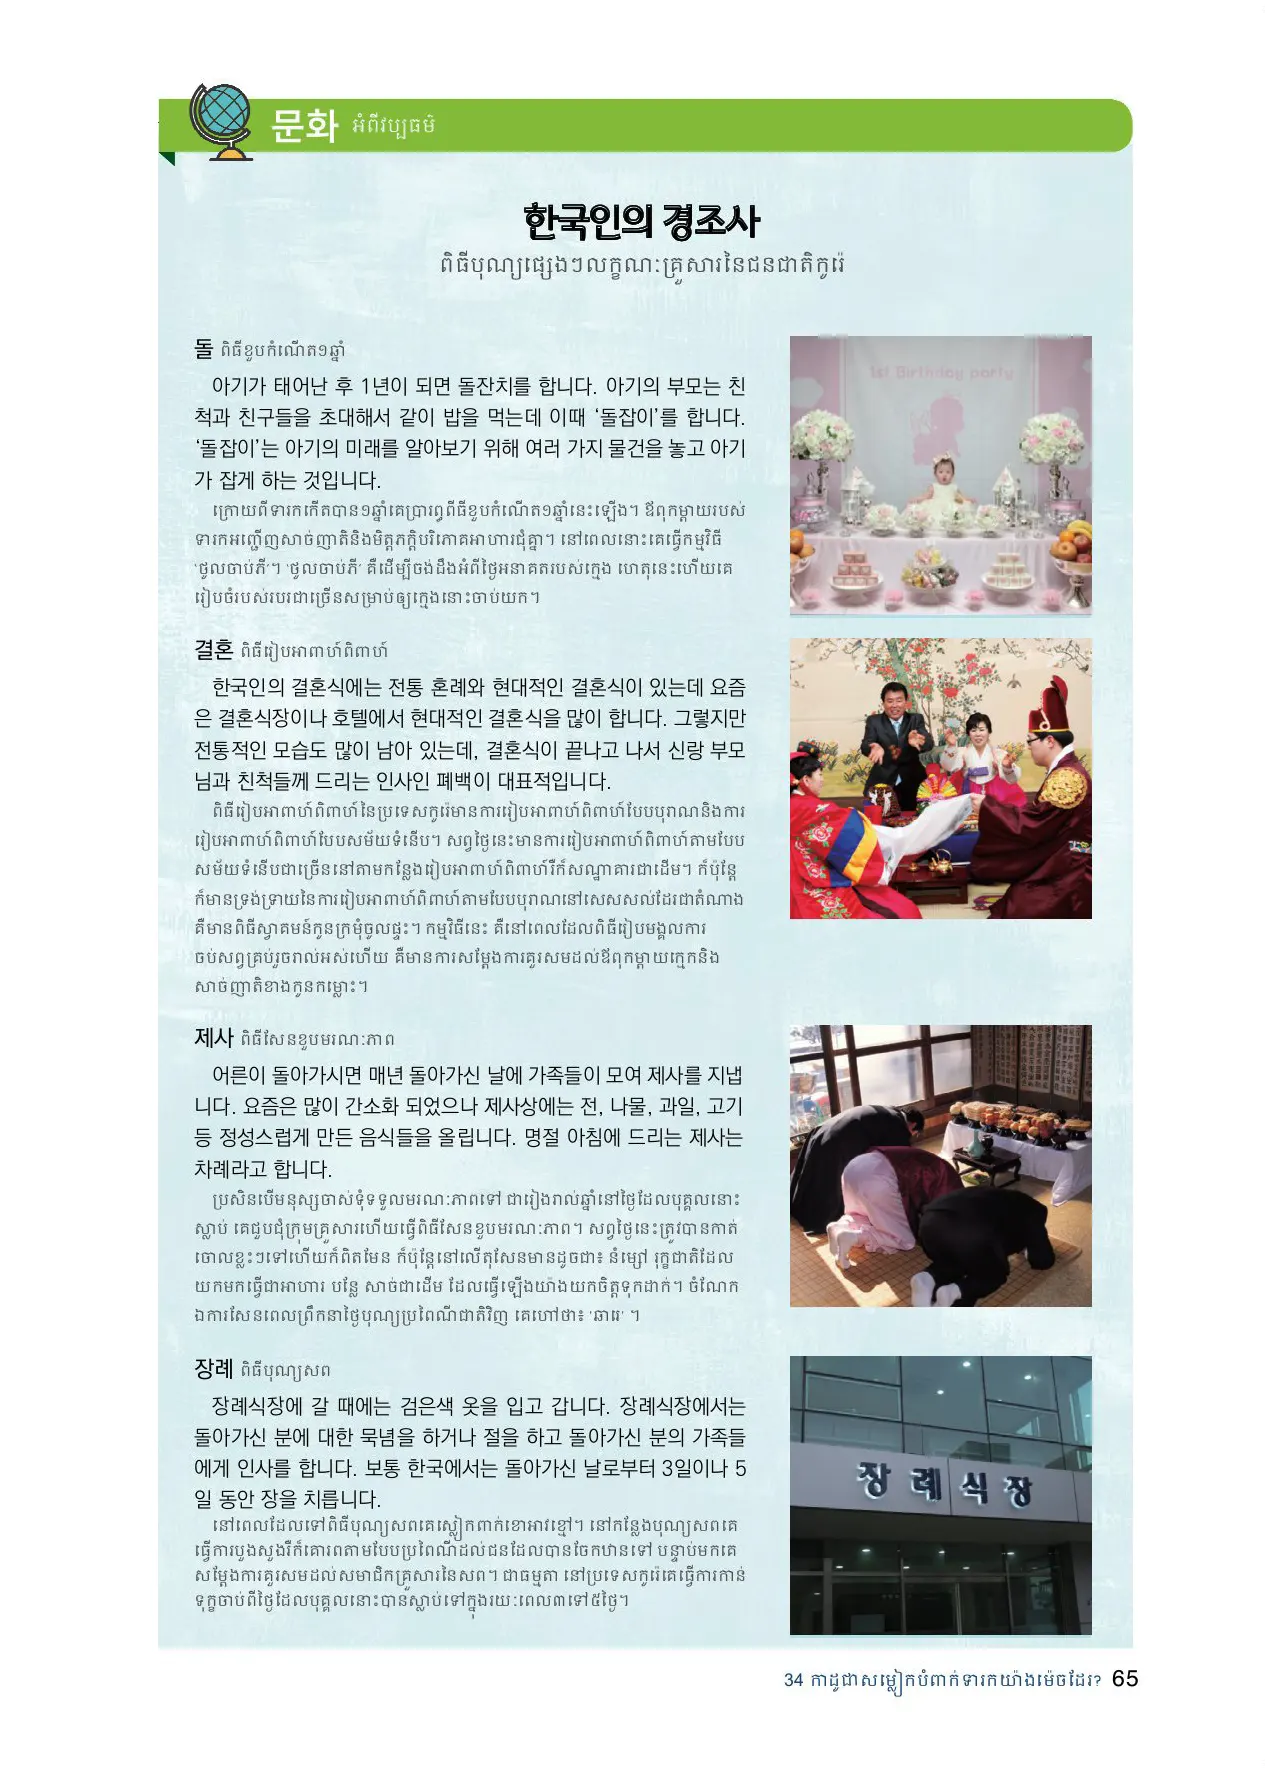 문화 អំពីវប្បធម៌
한국인의 경조사
ពិធីបុណ្យផ្សេងៗលក្ខណៈគ្រួសារនៃជនជាតិកូរ៉េ
돌 ពិធីខួបកំណើត១ឆ្នាំ
아기가 태어난 후 1년이 되면 돌잔치를 합니다. 아기의 부모는 친
척과 친구들을 초대해서 같이 밥을 먹는데 이때 ‘돌잡이’를 합니다.
‘돌잡이’는 아기의 미래를 알아보기 위해 여러 가지 물건을 놓고 아기
가 잡게 하는 것입니다.
ក្រោយពីទារកកើតបាន១ឆ្នាំគេប្រារព្ធពីធីខួបកំណើត១ឆ្នាំនេះឡើង។ ឪពុកម្តាយរបស់
ទារកអញ្ជើញសាច់ញាតិនិងមិត្តភក្តិបរិភោគអាហារជុំគ្នា។ នៅពេលនោះគេធ្វើកម្មវិធី
‘ថូលចាប់ភី’។ ‘ថូលចាប់ភី’ គឺដើម្បីចង់ដឹងអំពីថ្ងៃអនាគតរបស់ក្មេង ហេតុនេះហើយគេ
រៀបចំរបស់របរជាច្រើនសម្រាប់ឲ្យក្មេងនោះចាប់យក។
1st Birthday party
결혼 ពិធីរៀបអាពាហ៍ពិពាហ៍
한국인의 결혼식에는 전통 혼례와 현대적인 결혼식이 있는데 요즘
은 결혼식장이나 호텔에서 현대적인 결혼식을 많이 합니다. 그렇지만
전통적인 모습도 많이 남아 있는데, 결혼식이 끝나고 나서 신랑 부모
님과 친척들께 드리는 인사인 폐백이 대표적입니다.
ពិធីរៀបអាពាហ៍ពិពាហ៍នៃប្រទេសកូរ៉េមានការរៀបអាពាហ៍ពិពាហ៍បែបបុរាណនិងការ
រៀបអាពាហ៍ពិពាហ៍បែបសម័យទំនើប។ សព្វថ្ងៃនេះមានការរៀបអាពាហ៍ពិពាហ៍តាមបែប
សម័យទំនើបជាច្រើននៅតាមកន្លែងរៀបអាពាហ៍ពិពាហ៍រឺក៏សណ្ឋាគារជាដើម។ ក៏ប៉ុន្តែ
ក៏មានទ្រង់ទ្រាយនៃការរៀបអាពាហ៍ពិពាហ៍តាមបែបបុរាណនៅសេសសល់ដែរជាតំណាង
គឺមានពិធីស្វាគមន៍កូនក្រមុំចូលផ្ទះ។ កម្មវិធីនេះ គឺនៅពេលដែលពិធីរៀបមង្គលការ
ចប់សព្វគ្រប់រួចរាល់អស់ហើយ គឺមានការសម្តែងការគួរសមដល់ឪពុកម្តាយក្មេកនិង
សាច់ញាតិខាងកូនកម្លោះ។
제사 ពិធីសែនខួបមរណៈភាព
어른이 돌아가시면 매년 돌아가신 날에 가족들이 모여 제사를 지냅
니다. 요즘은 많이 간소화 되었으나 제사상에는 전, 나물, 과일, 고기
등 정성스럽게 만든 음식들을 올립니다. 명절 아침에 드리는 제사는
차례라고 합니다.
ប្រសិនបើមនុស្សចាស់ទុំទទួលមរណៈភាពទៅ ជារៀងរាល់ឆ្នាំនៅថ្ងៃដែលបុគ្គលនោះ
ស្លាប់ គេជួបជុំក្រុមគ្រួសារហើយធ្វើពិធីសែនខួបមរណៈភាព។ សព្វថ្ងៃនេះត្រូវបានកាត់
ចោលខ្លះៗទៅហើយក៏ពិតមែន ក៏ប៉ុន្តែនៅលើតុសែនមានដូចជា៖ នំម្សៅ រុក្ខជាតិដែល
យកមកធ្វើជាអាហារ បន្លែ សាច់ជាដើម ដែលធ្វើឡើងយ៉ាងយកចិត្តទុកដាក់។ ចំណែក
ឯការសែនពេលព្រឹកនាថ្ងៃបុណ្យប្រពៃណីជាតិវិញ គេហៅថា៖ ‘ឆារេ’ ។
장례 ពិធីបុណ្យសព
장례식장에 갈 때에는 검은색 옷을 입고 갑니다. 장례식장에서는
돌아가신 분에 대한 묵념을 하거나 절을 하고 돌아가신 분의 가족들
에게 인사를 합니다. 보통 한국에서는 돌아가신 날로부터 3일이나 5
일 동안 장을 치릅니다.
នៅពេលដែលទៅពិធីបុណ្យសពគេស្លៀកពាក់ខោអាវខ្មៅ។ នៅកន្លែងបុណ្យសពគេ
ធ្វើការបួងសួងរឺក៏គោរពតាមបែបប្រពៃណីដល់ជនដែលបានចែកឋានទៅ បន្ទាប់មកគេ
សម្តែងការគួរសមដល់សមាជិកគ្រួសារនៃសព។ ជាធម្មតា នៅប្រទេសកូរ៉េគេធ្វើការកាន់
ទុក្ខចាប់ពីថ្ងៃដែលបុគ្គលនោះបានស្លាប់ទៅក្នុងរយៈពេល៣ទៅ៥ថ្ងៃ។
장례식장
34 កាដូជាសម្លៀកបំពាក់ទារកយ៉ាងម៉េចដែរ? 65